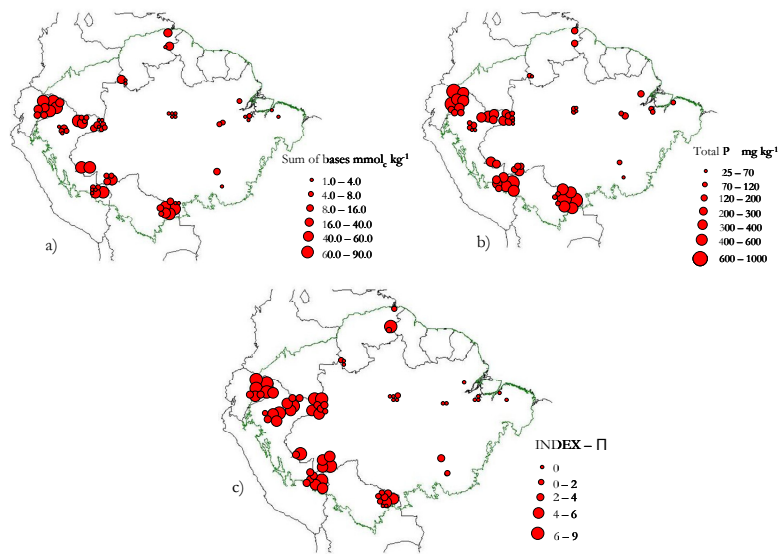 Sum of bases mmolc kg-1
1.0 – 4.0
4.0 – 8.0
8.0 – 16.0
16.0 – 40.0
40.0 – 60.0
60.0 – 90.0
a)
Total P mg kg-1
25 – 70
70 – 120
120 – 200
200 – 300
300 – 400
400 – 600
600 – 1000
b)
INDEX – Π
0
0 – 2
2 – 4
4 – 6
6 – 9
c)